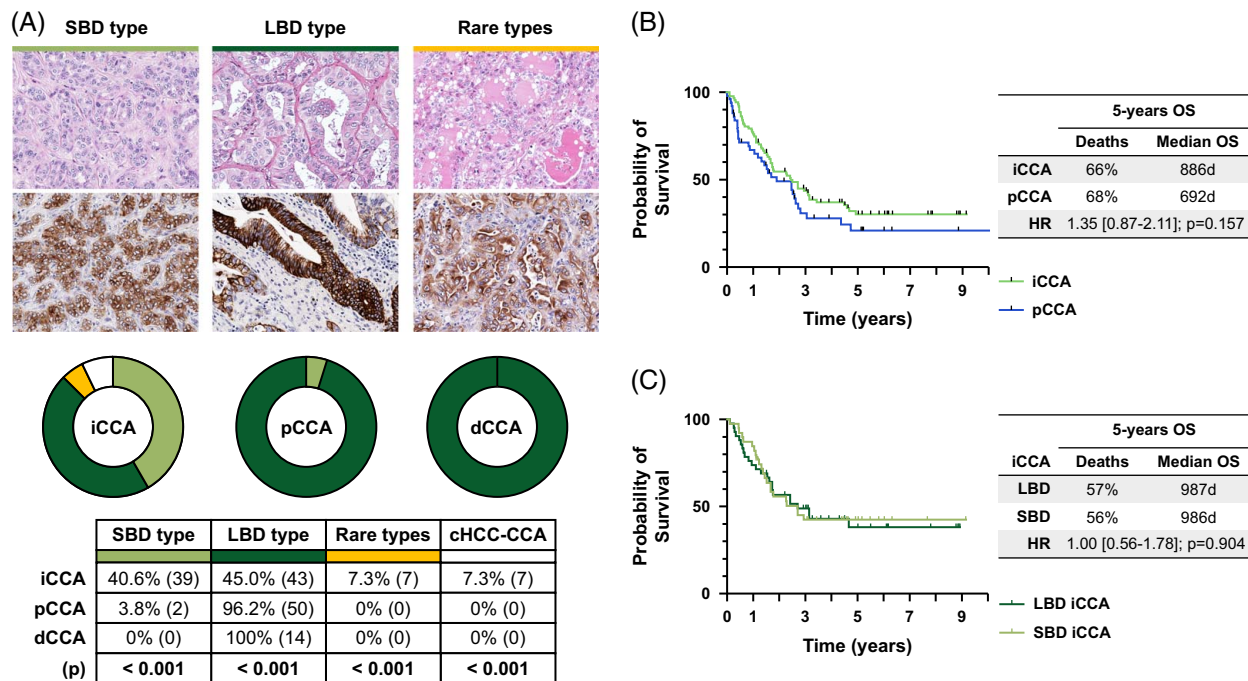 (A)
SBD type LBD type Rare types
iCCA pCCA dCCA
SBD type LBD type Rare types cHCC-CCA
iCCA 40.6% (39) 45.0% (43) 7.3% (7) 7.3% (7)
pCCA 3.8% (2) 96.2% (50) 0% (0) 0% (0)
dCCA 0% (0) 100% (14) 0% (0) 0% (0)
(p) < 0.001 < 0.001 < 0.001 < 0.001
(B)
Probability of
Survival
100
50
0
0 1 3 5 7 9
Time (years)
5-years OS
Deaths Median OS
iCCA 66% 886d
pCCA 68% 692d
HR 1.35 [0.87-2.11]; p=0.157
iCCA
pCCA
(C)
Probability of
Survival
100
50
0
0 1 3 5 7 9
Time (years)
5-years OS
iCCA Deaths Median OS
LBD 57% 987d
SBD 56% 986d
HR 1.00 [0.56-1.78]; p=0.904
LBD iCCA
SBD iCCA